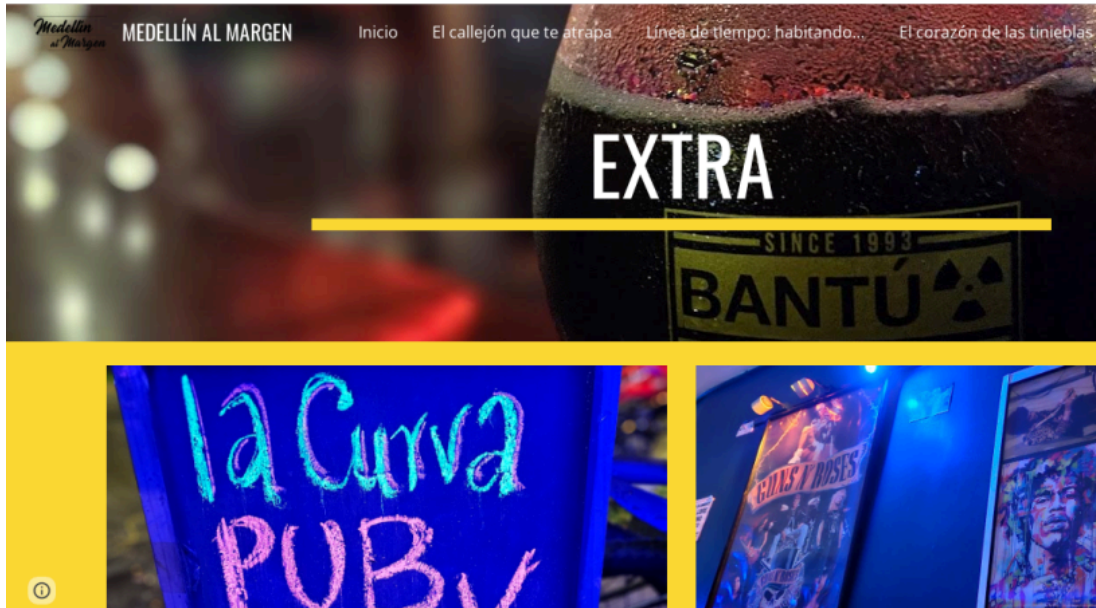 Medellín
al Margen
MEDELLÍN AL MARGEN
Inicio
El callejón que te atrapa
Línea de tiempo: habitando...
El corazón de las tinieblas
EXTRA
SINCE 1993
BANTÚ
la Curva
PUB y
GUNS N' ROSES